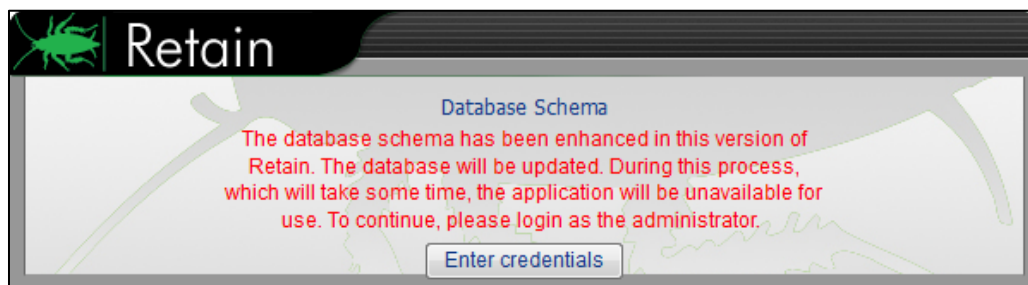 Retain
Database Schema
The database schema has been enhanced in this version of
Retain. The database will be updated. During this process,
which will take some time, the application will be unavailable for
use. To continue, please login as the administrator.
Enter credentials